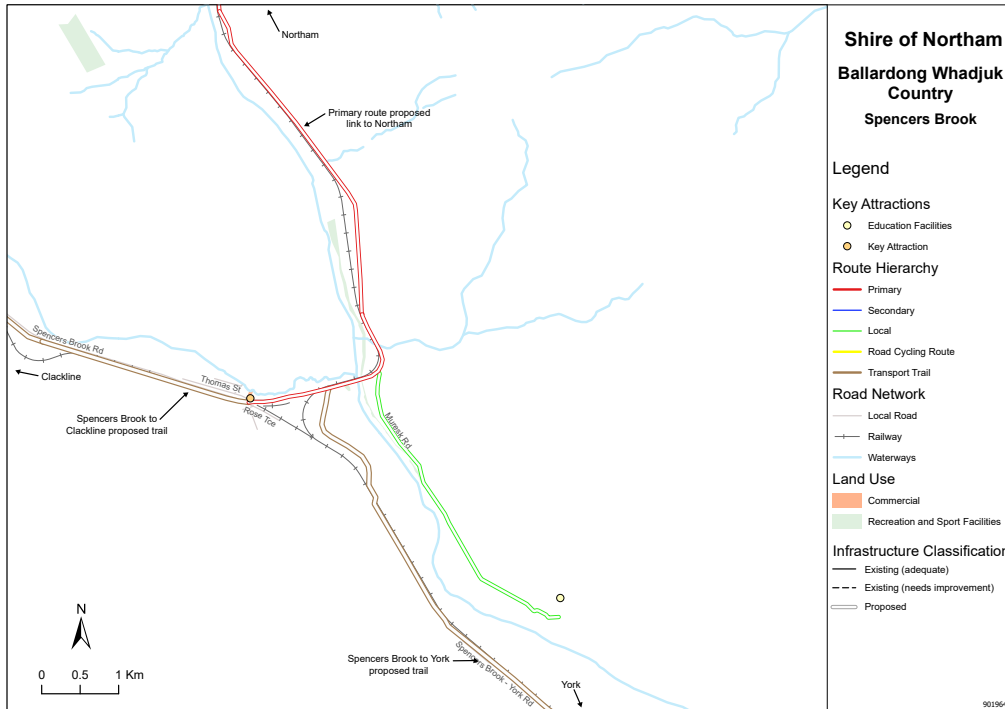 Northam
Primary route proposed
link to Northam
Spencers Brook Rd
Clackline
Thomas St
Rose Tce
Spencers Brook to
Clackline proposed trail
Muresk Rd
Spencers Brook to York
proposed trail
Spencers Brook - York Rd
York
N
0 0.5 1 Km
Shire of Northam
Ballardong Whadjuk
Country
Spencers Brook
Legend
Key Attractions
Education Facilities
Key Attraction
Route Hierarchy
Primary
Secondary
Local
Road Cycling Route
Transport Trail
Road Network
Local Road
Railway
Waterways
Land Use
Commercial
Recreation and Sport Facilities
Infrastructure Classification
Existing (adequate)
Existing (needs improvement)
Proposed